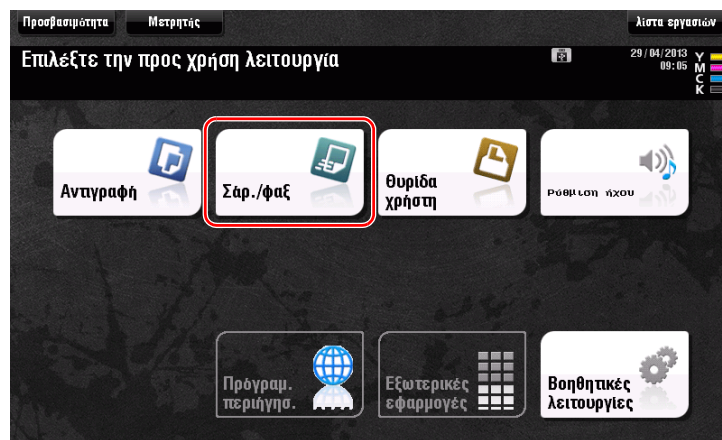 Προσβασιμότητα
Μετρητής
λίστα εργασιών
Επιλέξτε την προς χρήση λειτουργία
29/04/2013
09:05
Y
M
C
K
Αντιγραφή
Σάρ./φαξ
Θυρίδα
χρήστη
Ρύθμιση ήχου
Πρόγραμ.
περιήγησ.
Εξωτερικές
εφαρμογές
Βοηθητικές
λειτουργίες